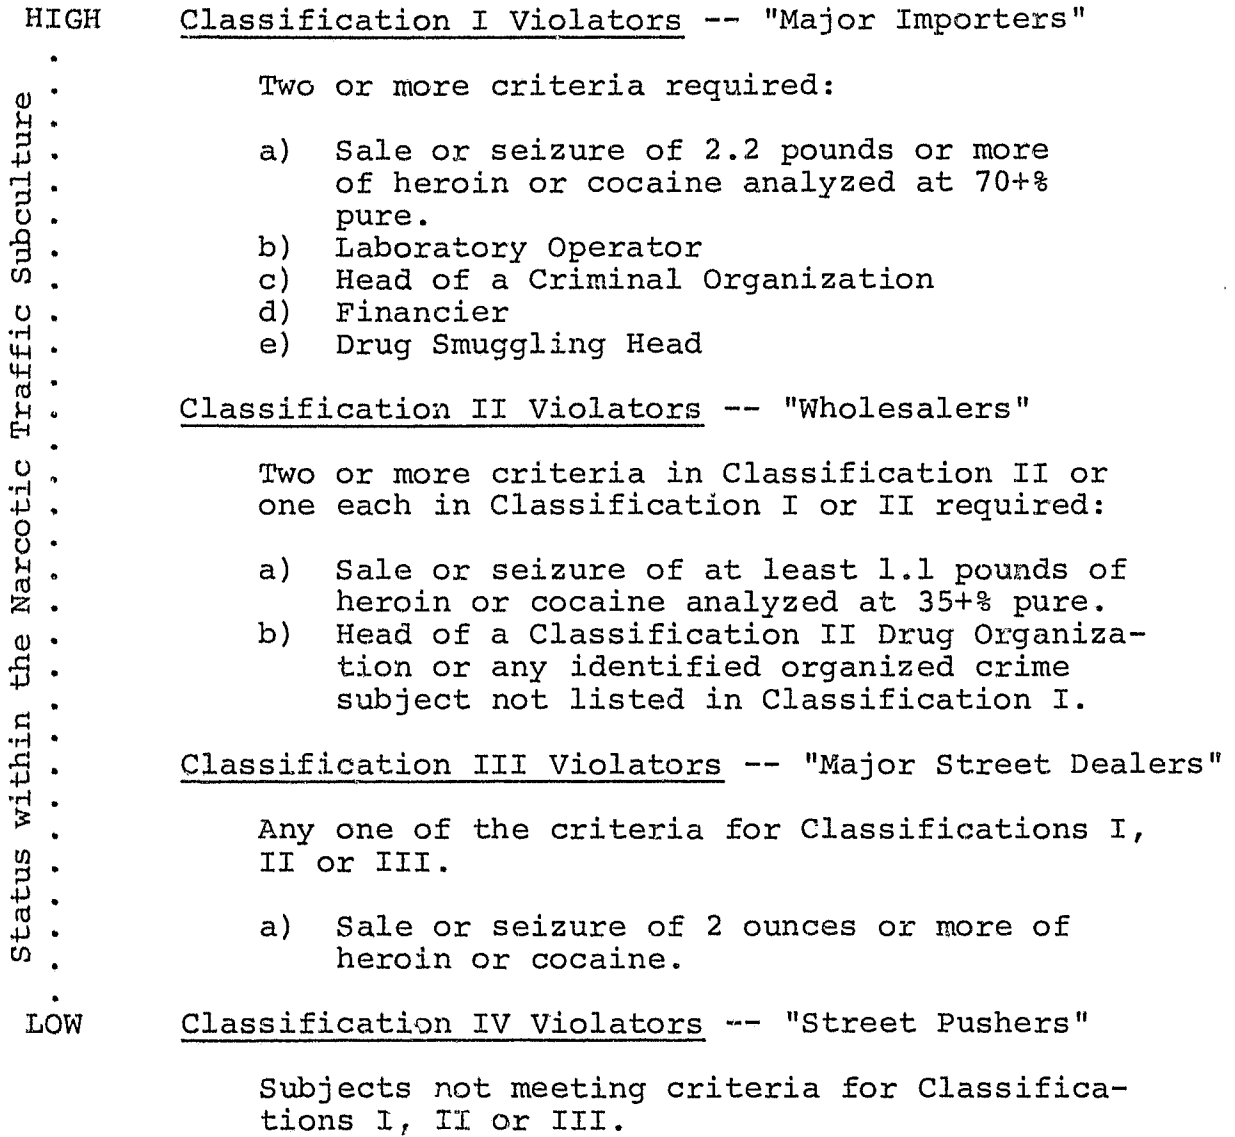 HIGH Classification I Violators -- "Major Importers"
Two or more criteria required:
a) Sale or seizure of 2.2 pounds or more
of heroin or cocaine analyzed at 70+%
pure.
b) Laboratory Operator
c) Head of a Criminal Organization
d) Financier
e) Drug Smuggling Head
Classification II Violators -- "Wholesalers"
Two or more criteria in Classification II or
one each in Classification I or II required:
a) Sale or seizure of at least 1.1 pounds of
heroin or cocaine analyzed at 35+% pure.
b) Head of a Classification II Drug Organiza-
tion or any identified organized crime
subject not listed in Classification I.
Classification III Violators -- "Major Street Dealers"
Any one of the criteria for Classifications I,
II or III.
a) Sale or seizure of 2 ounces or more of
heroin or cocaine.
LOW Classification IV Violators -- "Street Pushers"
Subjects not meeting criteria for Classifica-
tions I, II or III.
Status within the Narcotic Traffic Subculture